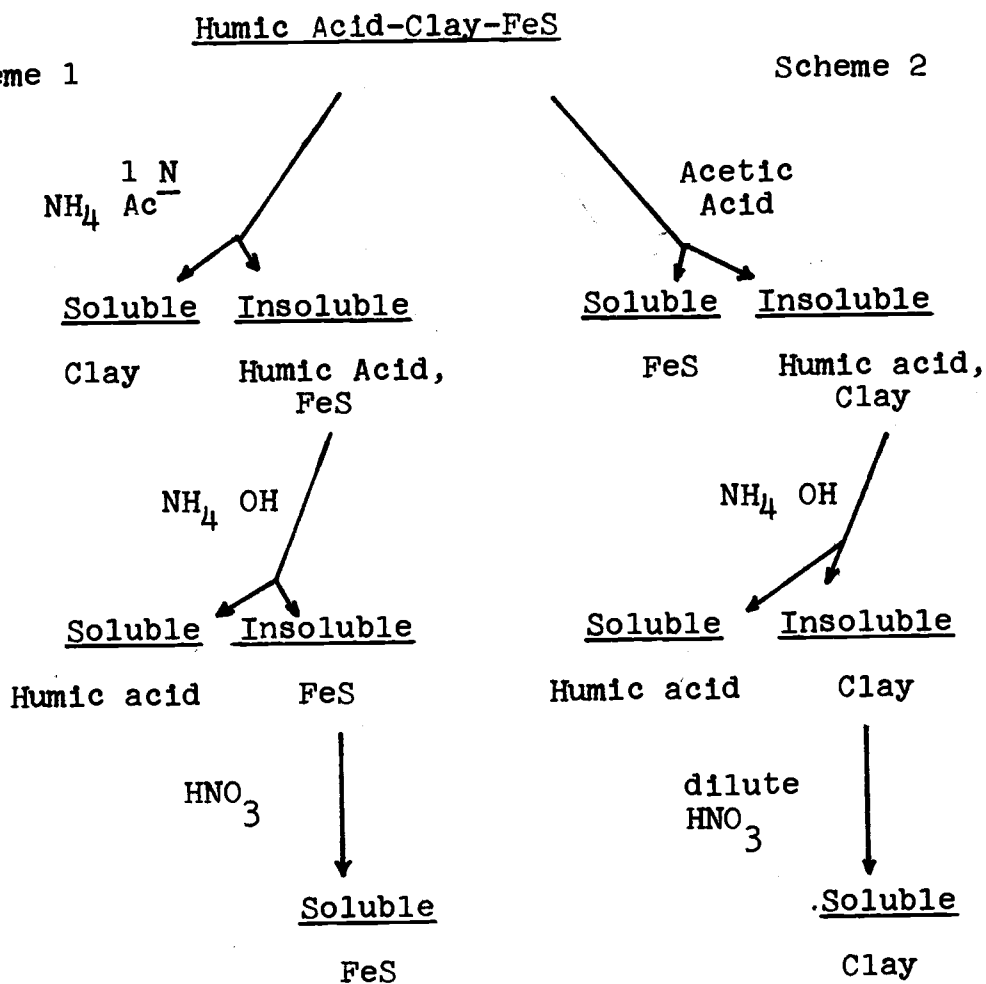 Humic Acid-Clay-FeS
eme 1
Scheme 2
1 N
NH4 Ac
Acetic
Acid
Soluble Insoluble
Soluble Insoluble
Clay
Humic Acid,
FeS
FeS
Humic acid,
Clay
NH4 OH
NH4 OH
Soluble Insoluble
Soluble Insoluble
Humic acid FeS
Humic acid Clay
HNO3
dilute
HNO3
Soluble
.Soluble
FeS
Clay